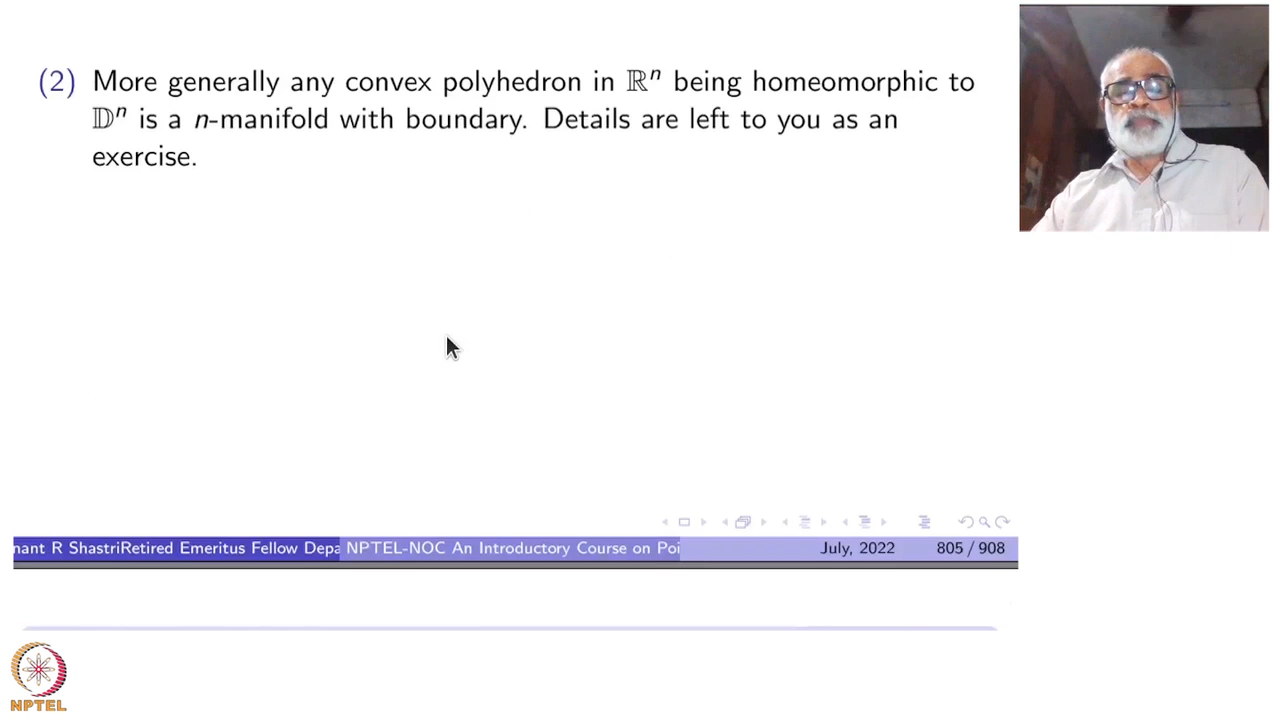 (2) More generally any convex polyhedron in ℝⁿ being homeomorphic to
𝔻ⁿ is a n-manifold with boundary. Details are left to you as an
exercise.
nant R ShastriRetired Emeritus Fellow Depa NPTEL-NOC An Introductory Course on Poi July, 2022 805 / 908
NPTEL